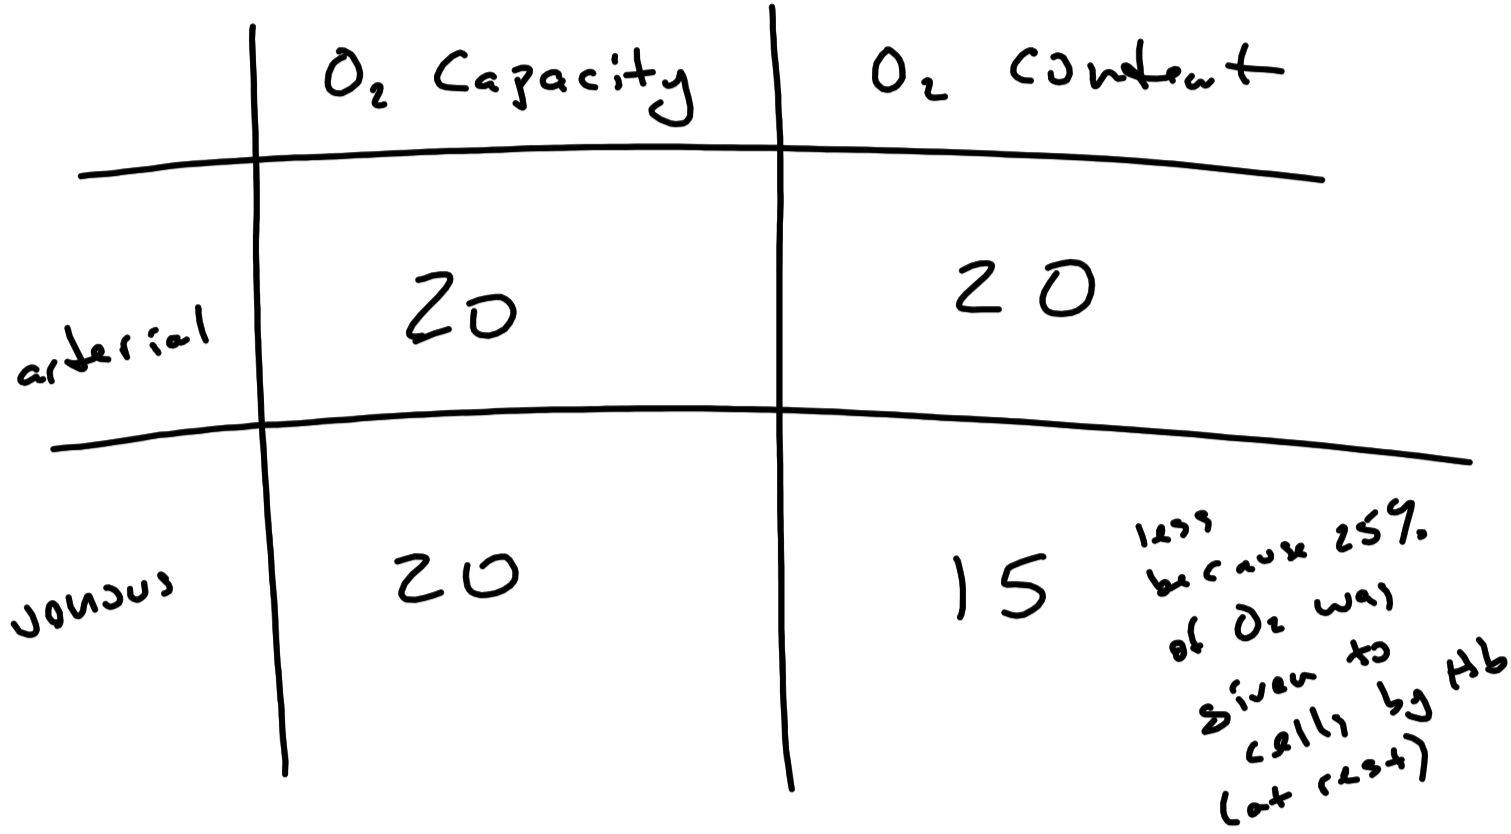 O₂ Capacity
O₂ content
arterial
20
20
venous
20
15
less
because 25%
of O₂ was
given to
cells by Hb
(at rest)